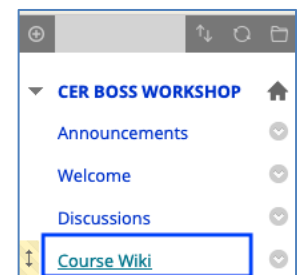 CER BOSS WORKSHOP
Announcements
Welcome
Discussions
Course Wiki